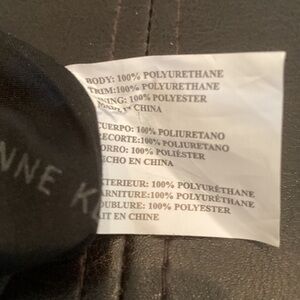 BODY: 100% POLYURETHANE
TRIM:100% POLYURETHANE
100% POLYESTER
CHINA
CUERPO: 100% POLIURETANO
RECORTE:100% POLIURETANO
FORRO: 100% POLIÉSTER
HECHO EN CHINA
EXTERIEUR: 100% POLYURÉTHANE
GARNITURE:100% POLYURÉTHANE
DOUBLURE: 100% POLYESTER
FAIT EN CHINE
NNE KL